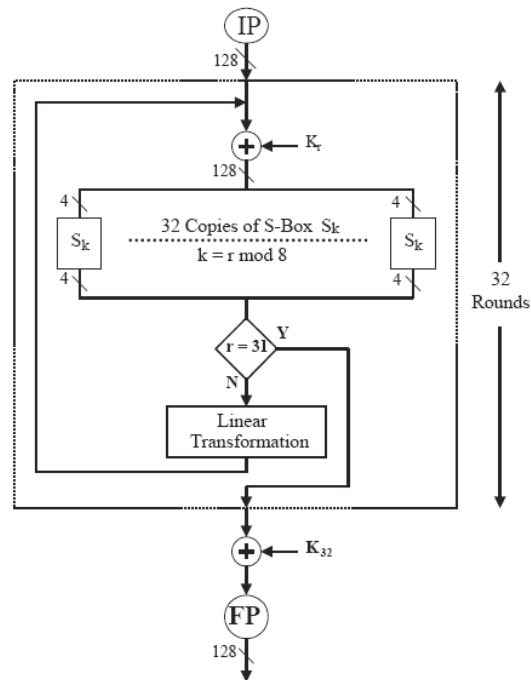 IP
128
K_r
128
4
4
S_k
32 Copies of S-Box S_k
k = r mod 8
S_k
4
4
32
Rounds
r = 31
Y
N
Linear
Transformation
K_32
FP
128